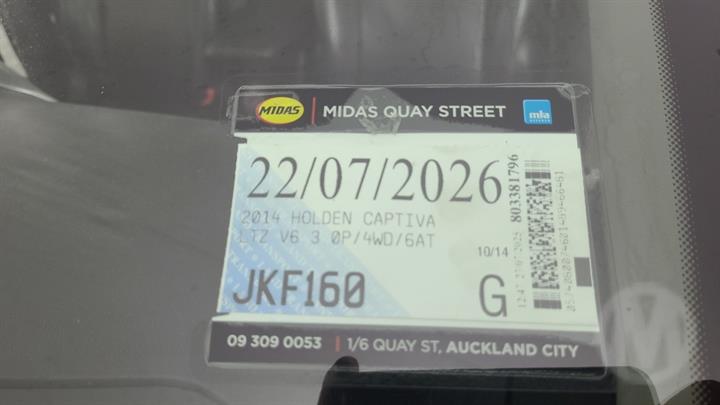 MIDAS | MIDAS QUAY STREET mta
22/07/2026
2014 HOLDEN CAPTIVA
LTZ V6 3 0P/4WD/6AT
10/14
JKF160 G
803381796
09 309 0053 | 1/6 QUAY ST, AUCKLAND CITY
M